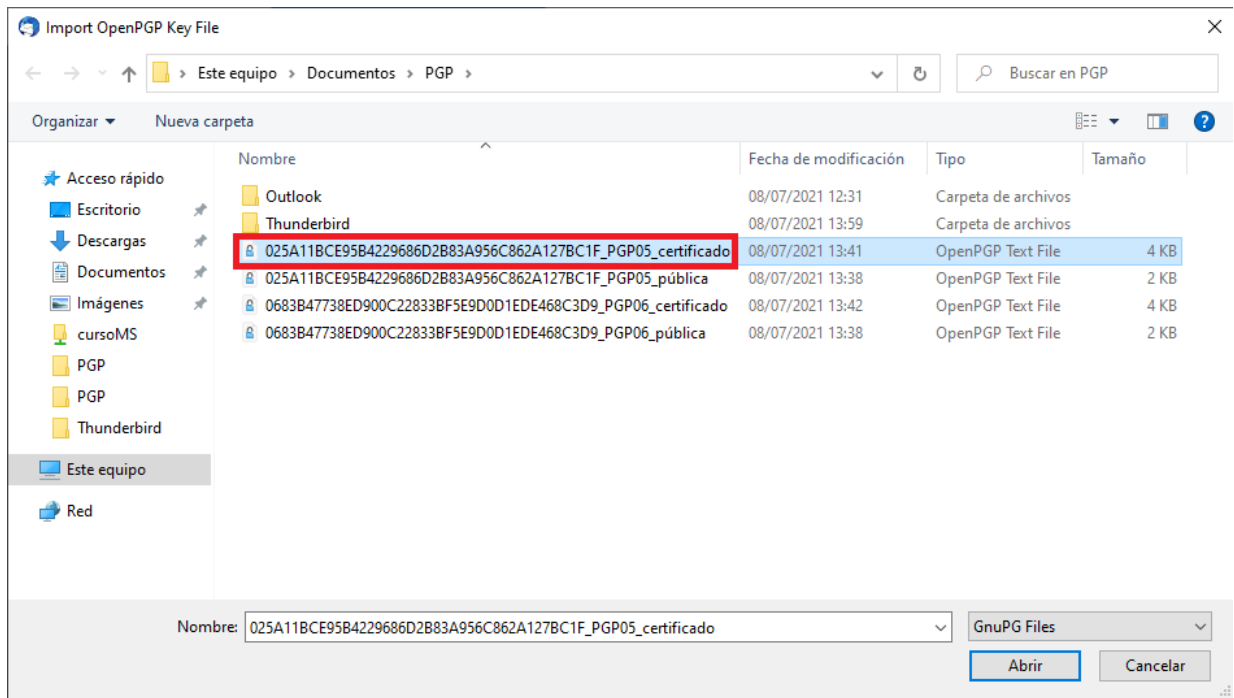 Import OpenPGP Key File
Este equipo > Documentos > PGP >
Buscar en PGP
Organizar
Nueva carpeta
Nombre Fecha de modificación Tipo Tamaño
Acceso rápido
Escritorio
Descargas
Documentos
Imágenes
cursoMS
PGP
PGP
Thunderbird
Este equipo
Red
Outlook 08/07/2021 12:31 Carpeta de archivos
Thunderbird 08/07/2021 13:59 Carpeta de archivos
025A11BCE95B4229686D2B83A956C862A127BC1F_PGP05_certificado 08/07/2021 13:41 OpenPGP Text File 4 KB
025A11BCE95B4229686D2B83A956C862A127BC1F_PGP05_pública 08/07/2021 13:38 OpenPGP Text File 2 KB
0683B47738ED900C22833BF5E9D0D1EDE468C3D9_PGP06_certificado 08/07/2021 13:42 OpenPGP Text File 4 KB
0683B47738ED900C22833BF5E9D0D1EDE468C3D9_PGP06_pública 08/07/2021 13:38 OpenPGP Text File 2 KB
Nombre: 025A11BCE95B4229686D2B83A956C862A127BC1F_PGP05_certificado
GnuPG Files
Abrir
Cancelar